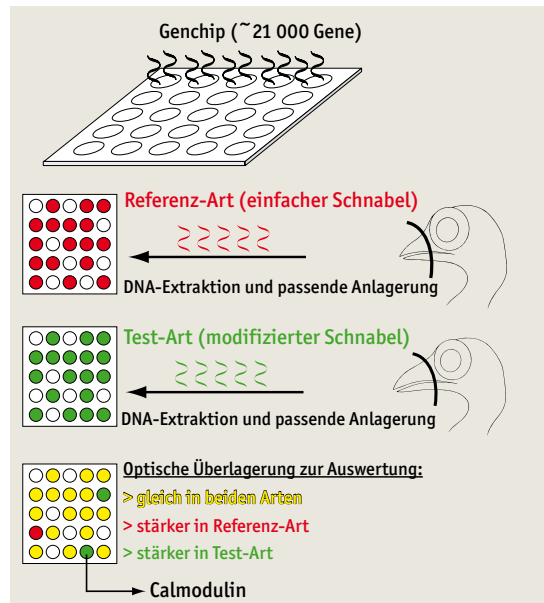 Genchip (~21 000 Gene)
Referenz-Art (einfacher Schnabel)
DNA-Extraktion und passende Anlagerung
Test-Art (modifizierter Schnabel)
DNA-Extraktion und passende Anlagerung
Optische Überlagerung zur Auswertung:
> gleich in beiden Arten
> stärker in Referenz-Art
> stärker in Test-Art
Calmodulin